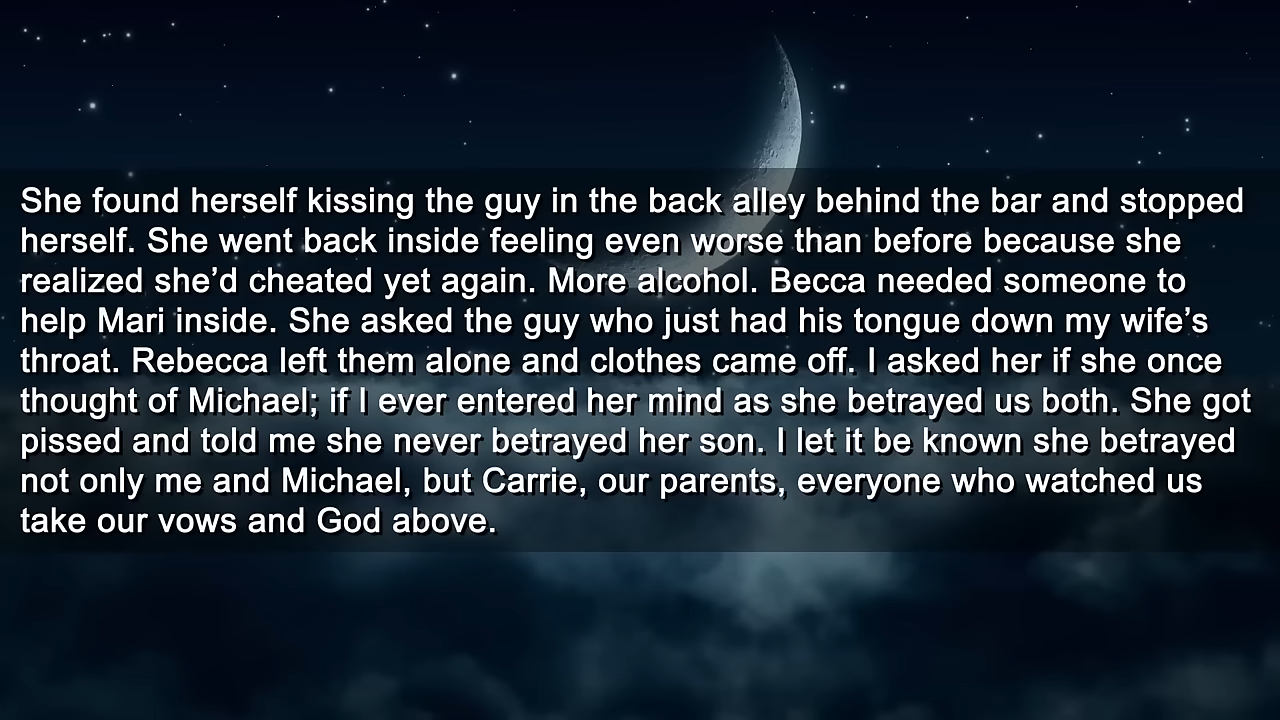 She found herself kissing the guy in the back alley behind the bar and stopped
herself. She went back inside feeling even worse than before because she
realized she’d cheated yet again. More alcohol. Becca needed someone to
help Mari inside. She asked the guy who just had his tongue down my wife’s
throat. Rebecca left them alone and clothes came off. I asked her if she once
thought of Michael; if I ever entered her mind as she betrayed us both. She got
pissed and told me she never betrayed her son. I let it be known she betrayed
not only me and Michael, but Carrie, our parents, everyone who watched us
take our vows and God above.